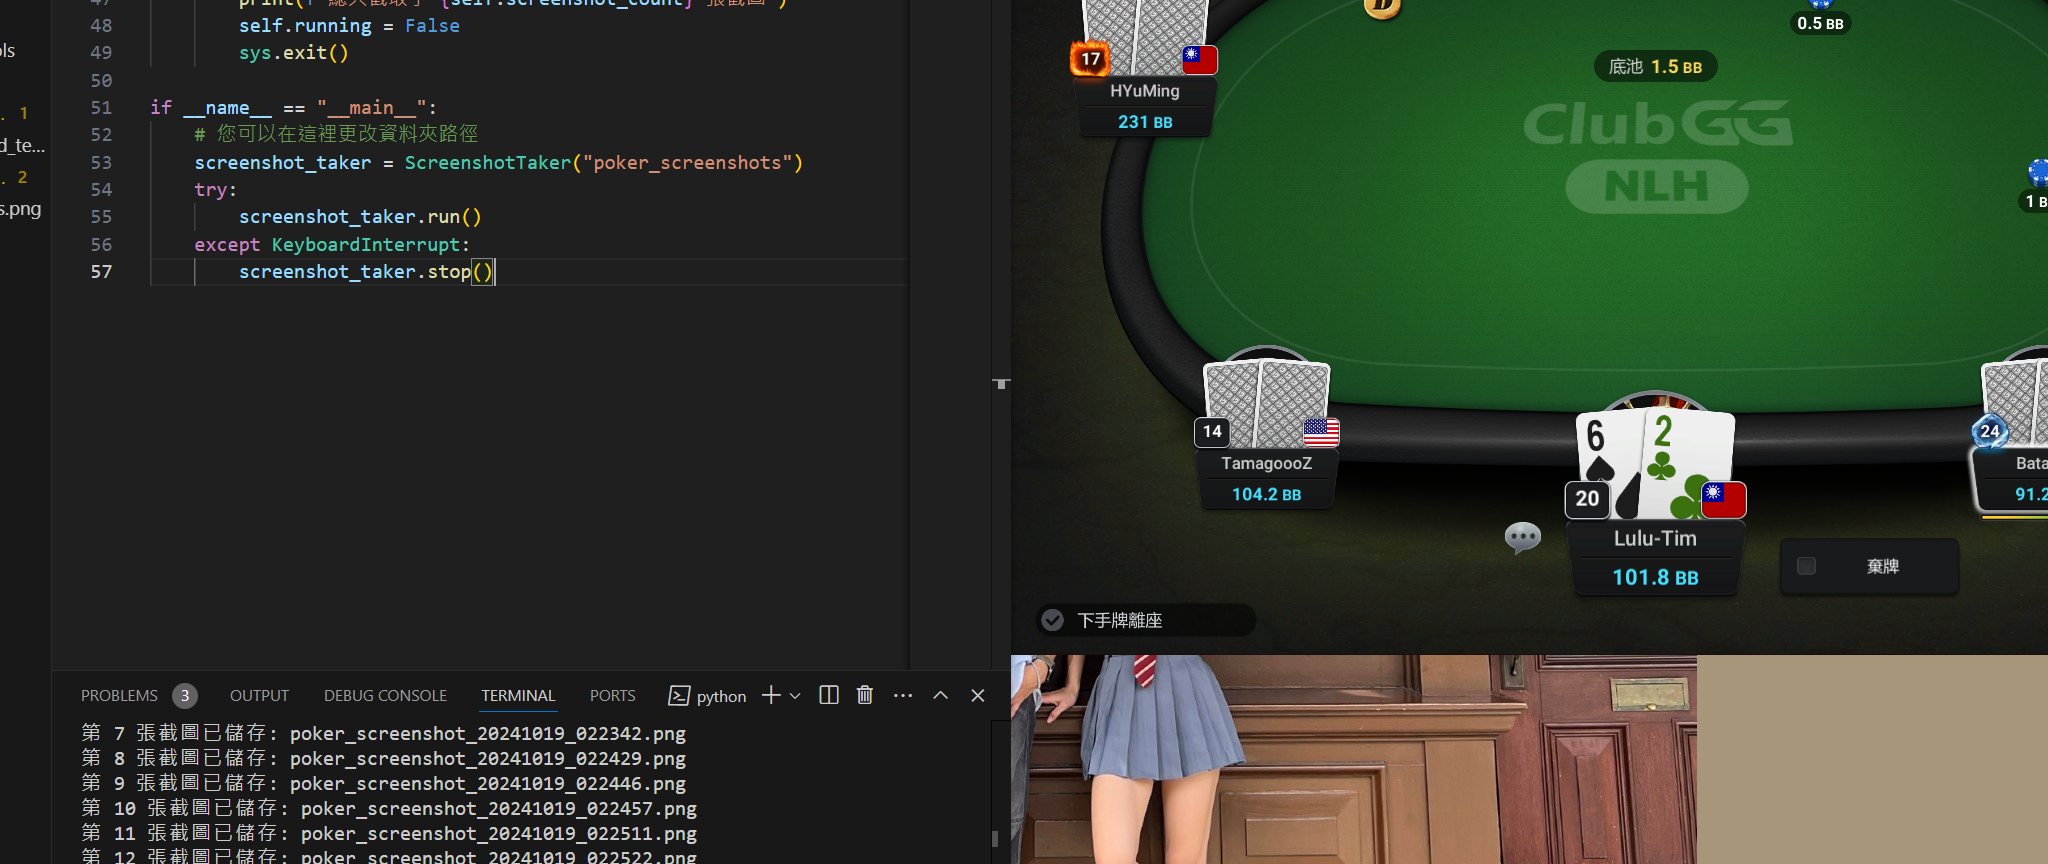 ols
1
d_te...
2
s.png
47
print(f"總共截取了 {self.screenshot_count} 張截圖")
48 self.running = False
49 sys.exit()
50
51 if __name__ == "__main__":
52 # 您可以在這裡更改資料夾路徑
53 screenshot_taker = ScreenshotTaker("poker_screenshots")
54 try:
55 screenshot_taker.run()
56 except KeyboardInterrupt:
57 screenshot_taker.stop()
PROBLEMS 3 OUTPUT DEBUG CONSOLE TERMINAL PORTS python
第 7 張截圖已儲存: poker_screenshot_20241019_022342.png
第 8 張截圖已儲存: poker_screenshot_20241019_022429.png
第 9 張截圖已儲存: poker_screenshot_20241019_022446.png
第 10 張截圖已儲存: poker_screenshot_20241019_022457.png
第 11 張截圖已儲存: poker_screenshot_20241019_022511.png
第 12 張截圖已儲存: poker_screenshot_20241019_022522.png
D
0.5 BB
底池 1.5 BB
17
HYuMing
231 BB
ClubGG
NLH
1 B
14
TamagoooZ
104.2 BB
6 2
20
Lulu-Tim
101.8 BB
24
Bata
91.2
棄牌
下手牌離座